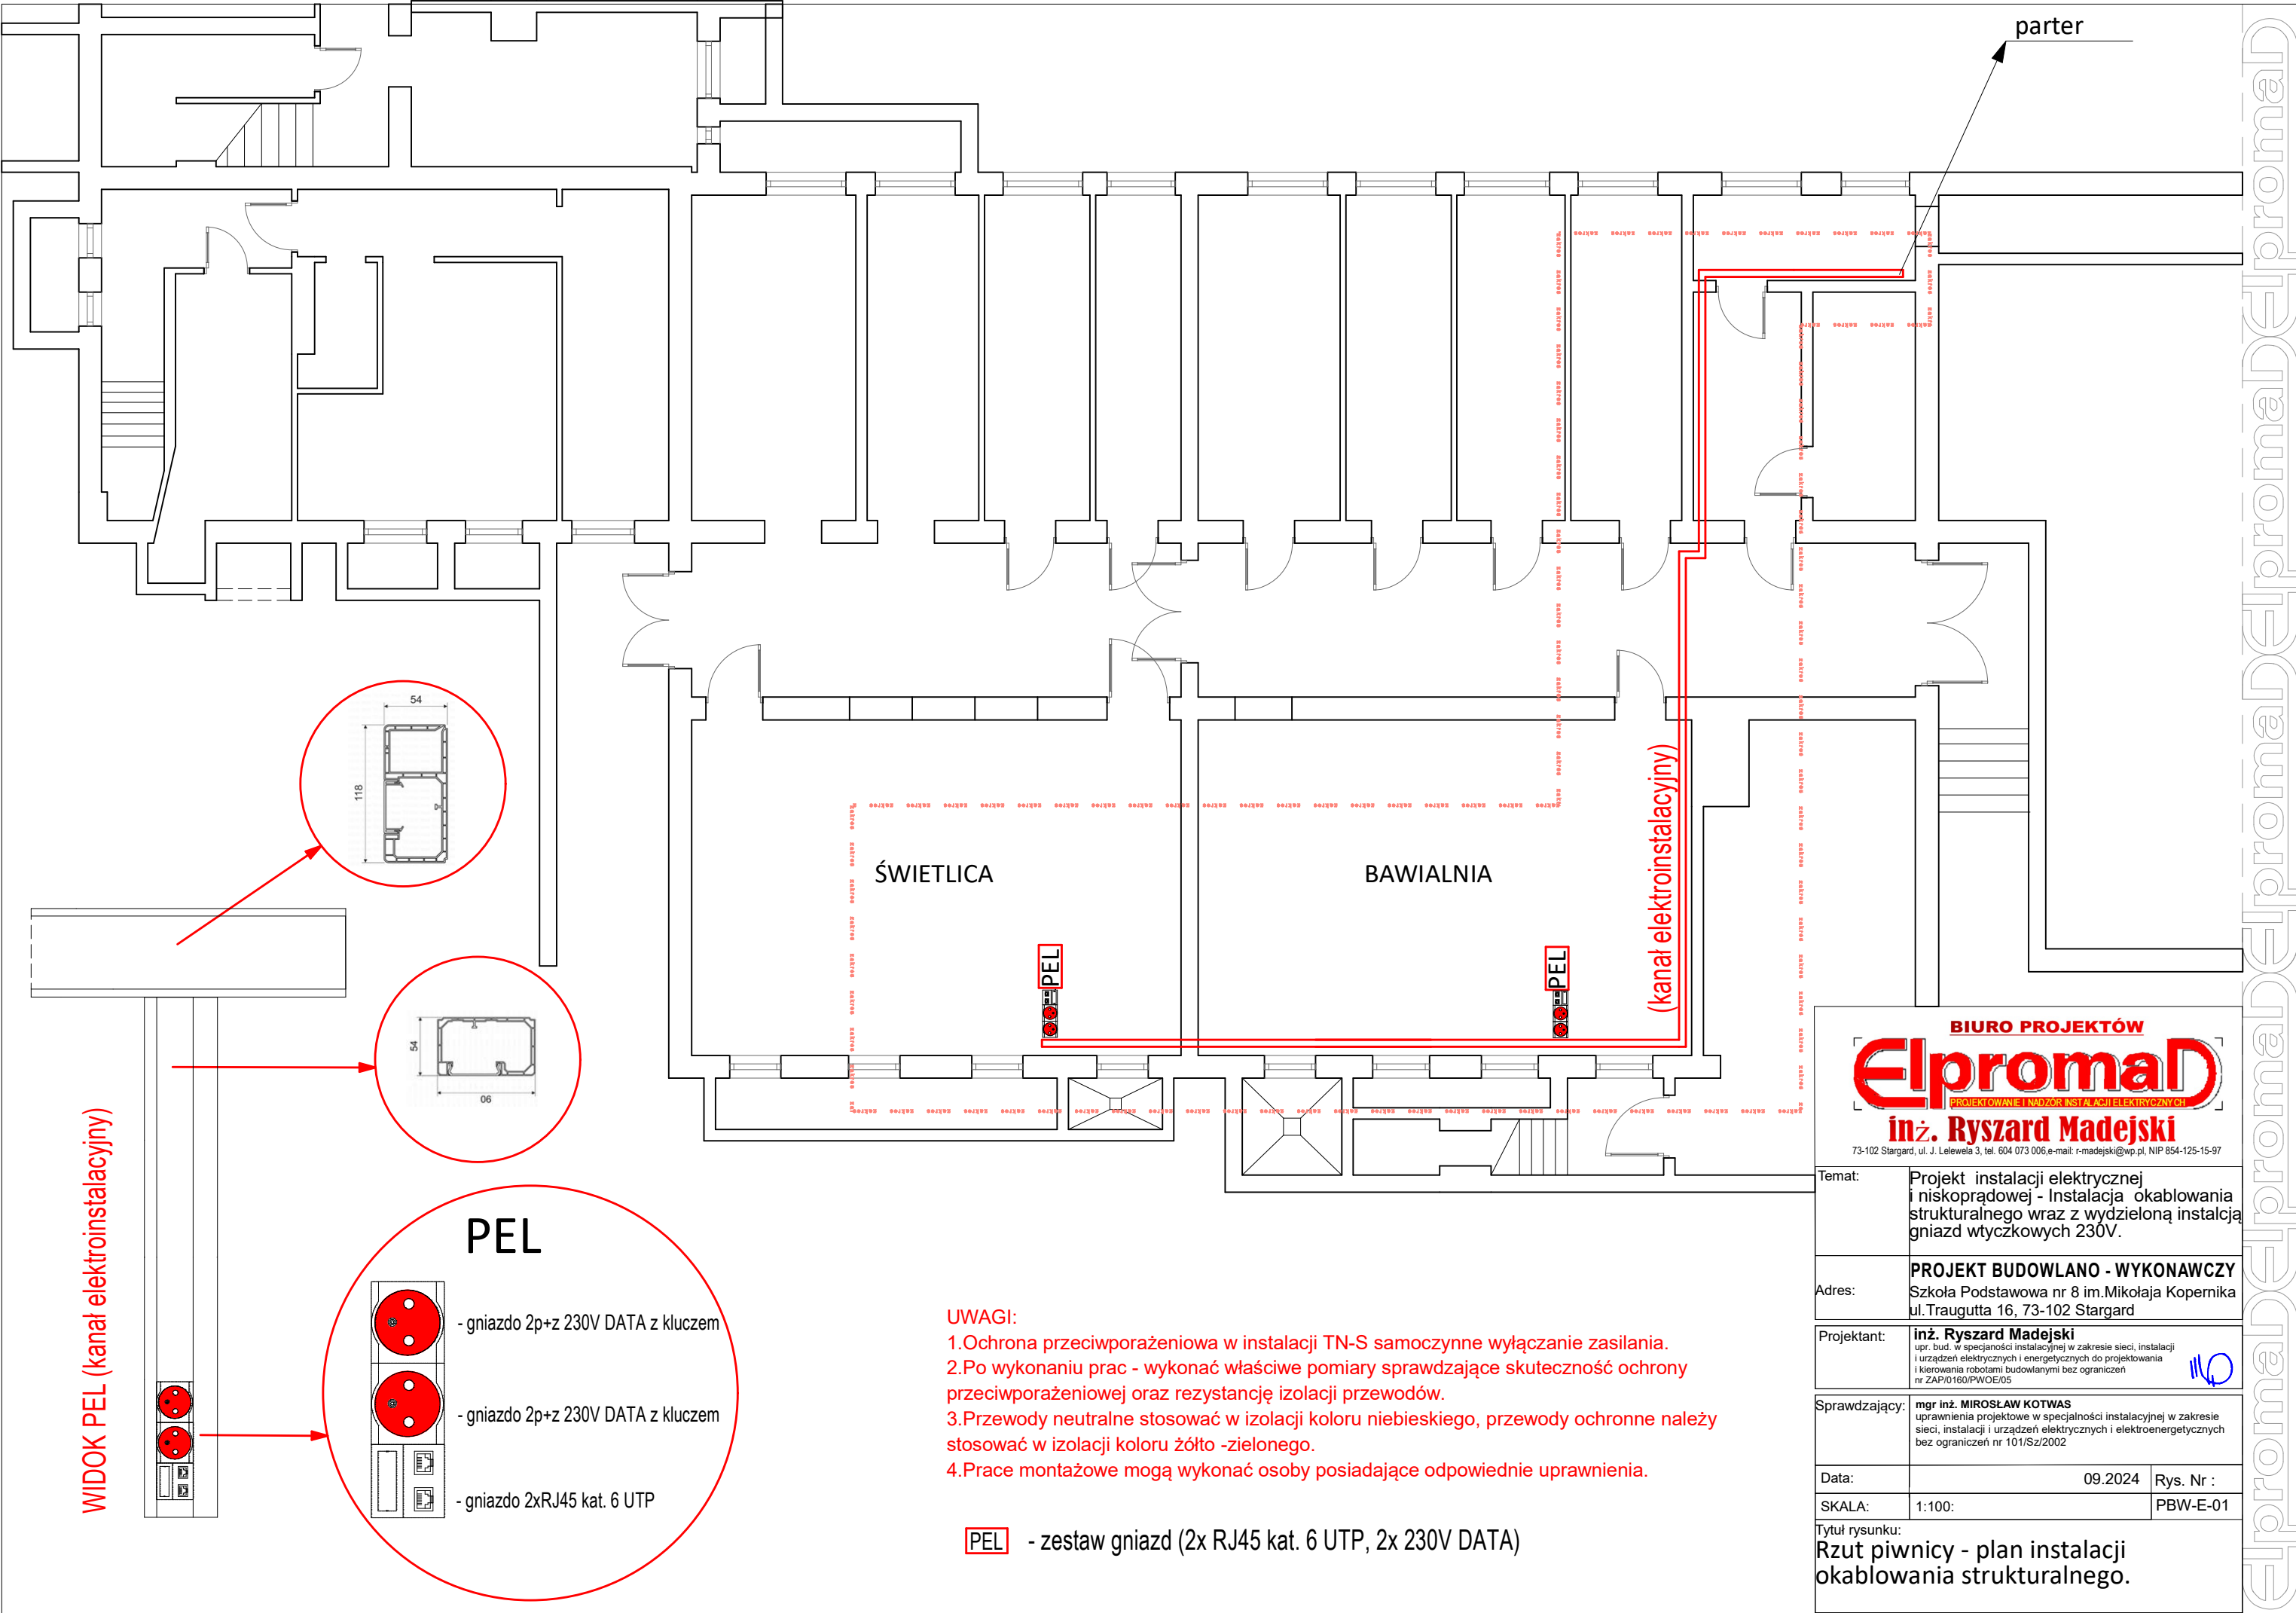 parter
54
118
54
06
ŚWIETLICA
BAWIALNIA
PEL
PEL
(kanał elektroinstalacyjny)
WIDOK PEL (kanał elektroinstalacyjny)
PEL
- gniazdo 2p+z 230V DATA z kluczem
- gniazdo 2p+z 230V DATA z kluczem
- gniazdo 2xRJ45 kat. 6 UTP
UWAGI:
1.Ochrona przeciwporażeniowa w instalacji TN-S samoczynne wyłączanie zasilania.
2.Po wykonaniu prac - wykonać właściwe pomiary sprawdzające skuteczność ochrony
przeciwporażeniowej oraz rezystancję izolacji przewodów.
3.Przewody neutralne stosować w izolacji koloru niebieskiego, przewody ochronne należy
stosować w izolacji koloru żółto -zielonego.
4.Prace montażowe mogą wykonać osoby posiadające odpowiednie uprawnienia.
PEL - zestaw gniazd (2x RJ45 kat. 6 UTP, 2x 230V DATA)
BIURO PROJEKTÓW
ElpromaD
PROJEKTOWANIE I NADZÓR INSTALACJI ELEKTRYCZNYCH
inż. Ryszard Madejski
73-102 Stargard, ul. J. Lelewela 3, tel. 604 073 006,e-mail: r-madejski@wp.pl, NIP 854-125-15-97
Temat:
Projekt instalacji elektrycznej
i niskoprądowej - Instalacja okablowania
strukturalnego wraz z wydzieloną instalcją
gniazd wtyczkowych 230V.
PROJEKT BUDOWLANO - WYKONAWCZY
Adres:
Szkoła Podstawowa nr 8 im.Mikołaja Kopernika
ul.Traugutta 16, 73-102 Stargard
Projektant:
inż. Ryszard Madejski
upr. bud. w specjaności instalacyjnej w zakresie sieci, instalacji
i urządzeń elektrycznych i energetycznych do projektowania
i kierowania robotami budowlanymi bez ograniczeń
nr ZAP/0160/PWOE/05
Sprawdzający:
mgr inż. MIROSŁAW KOTWAS
uprawnienia projektowe w specjalności instalacyjnej w zakresie
sieci, instalacji i urządzeń elektrycznych i elektroenergetycznych
bez ograniczeń nr 101/Sz/2002
Data: 09.2024 Rys. Nr :
SKALA: 1:100: PBW-E-01
Tytuł rysunku:
Rzut piwnicy - plan instalacji
okablowania strukturalnego.
ElpromaD ElpromaD ElpromaD ElpromaD ElpromaD